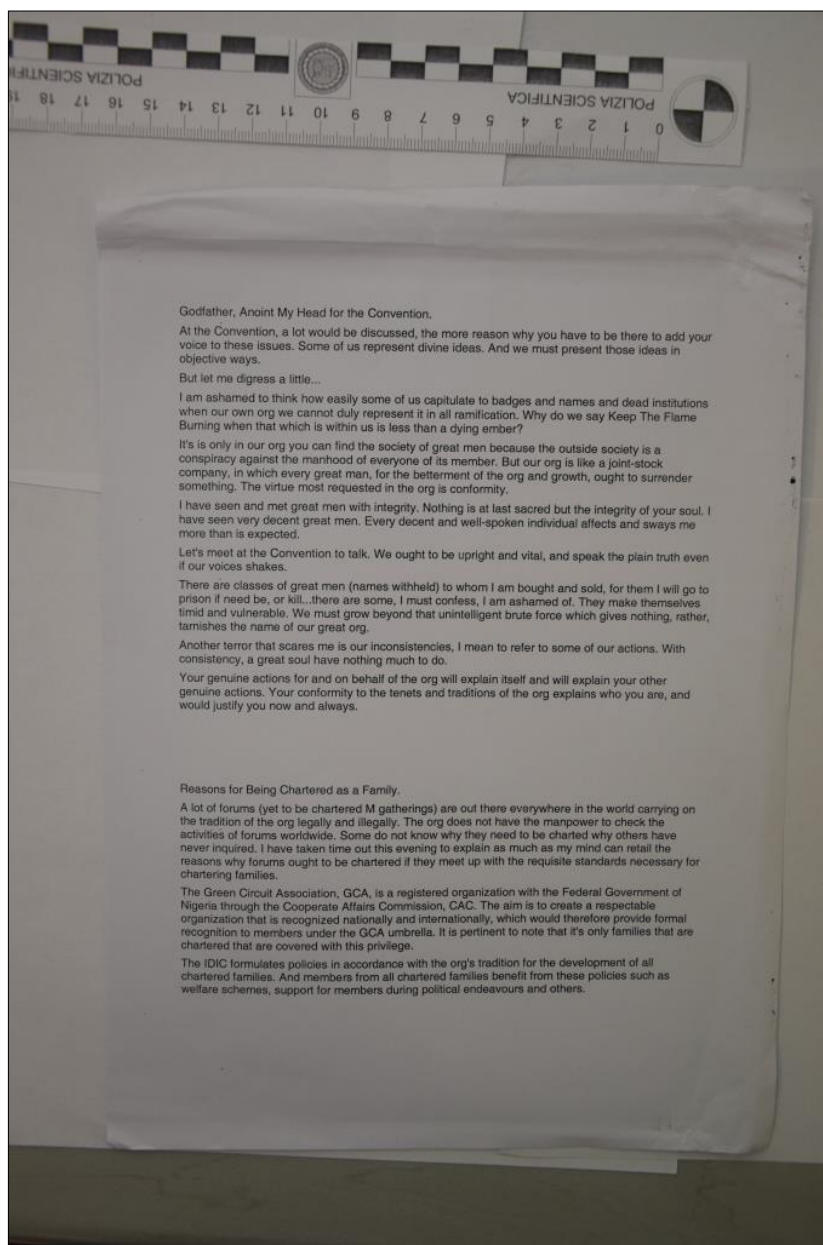 POLIZIA SCIENTIFICA
POLIZIA SCIENTIFICA
18 17 16 15 14 13 12 11 10 9 8 7 6 5 4 3 2 1 0
Godfather, Anoint My Head for the Convention.
At the Convention, a lot would be discussed, the more reason why you have to be there to add your
voice to these issues. Some of us represent divine ideas. And we must present those ideas in
objective ways.
But let me digress a little...
I am ashamed to think how easily some of us capitulate to badges and names and dead institutions
when our own org we cannot duly represent it in all ramification. Why do we say Keep The Flame
Burning when that which is within us is less than a dying ember?
It's is only in our org you can find the society of great men because the outside society is a
conspiracy against the manhood of everyone of its member. But our org is like a joint-stock
company, in which every great man, for the betterment of the org and growth, ought to surrender
something. The virtue most requested in the org is conformity.
I have seen and met great men with integrity. Nothing is at last sacred but the integrity of your soul. I
have seen very decent great men. Every decent and well-spoken individual affects and sways me
more than is expected.
Let's meet at the Convention to talk. We ought to be upright and vital, and speak the plain truth even
if our voices shakes.
There are classes of great men (names withheld) to whom I am bought and sold, for them I will go to
prison if need be, or kill...there are some, I must confess, I am ashamed of. They make themselves
timid and vulnerable. We must grow beyond that unintelligent brute force which gives nothing, rather,
tarnishes the name of our great org.
Another terror that scares me is our inconsistencies, I mean to refer to some of our actions. With
consistency, a great soul have nothing much to do.
Your genuine actions for and on behalf of the org will explain itself and will explain your other
genuine actions. Your conformity to the tenets and traditions of the org explains who you are, and
would justify you now and always.
Reasons for Being Chartered as a Family.
A lot of forums (yet to be chartered M gatherings) are out there everywhere in the world carrying on
the tradition of the org legally and illegally. The org does not have the manpower to check the
activities of forums worldwide. Some do not know why they need to be charted why others have
never inquired. I have taken time out this evening to explain as much as my mind can retail the
reasons why forums ought to be chartered if they meet up with the requisite standards necessary for
chartering families.
The Green Circuit Association, GCA, is a registered organization with the Federal Government of
Nigeria through the Cooperate Affairs Commission, CAC. The aim is to create a respectable
organization that is recognized nationally and internationally, which would therefore provide formal
recognition to members under the GCA umbrella. It is pertinent to note that it's only families that are
chartered that are covered with this privilege.
The IDIC formulates policies in accordance with the org's tradition for the development of all
chartered families. And members from all chartered families benefit from these policies such as
welfare schemes, support for members during political endeavours and others.